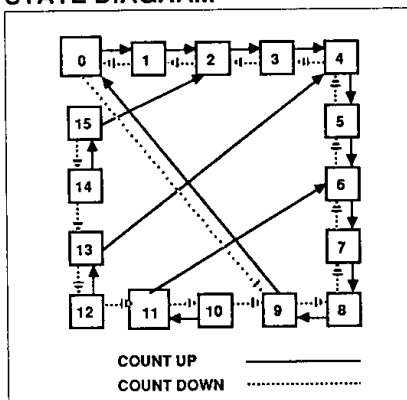 STATE DIAGRAM
0 1 2 3 4
15 5
14 6
13 7
12 11 10 9 8
COUNT UP
COUNT DOWN